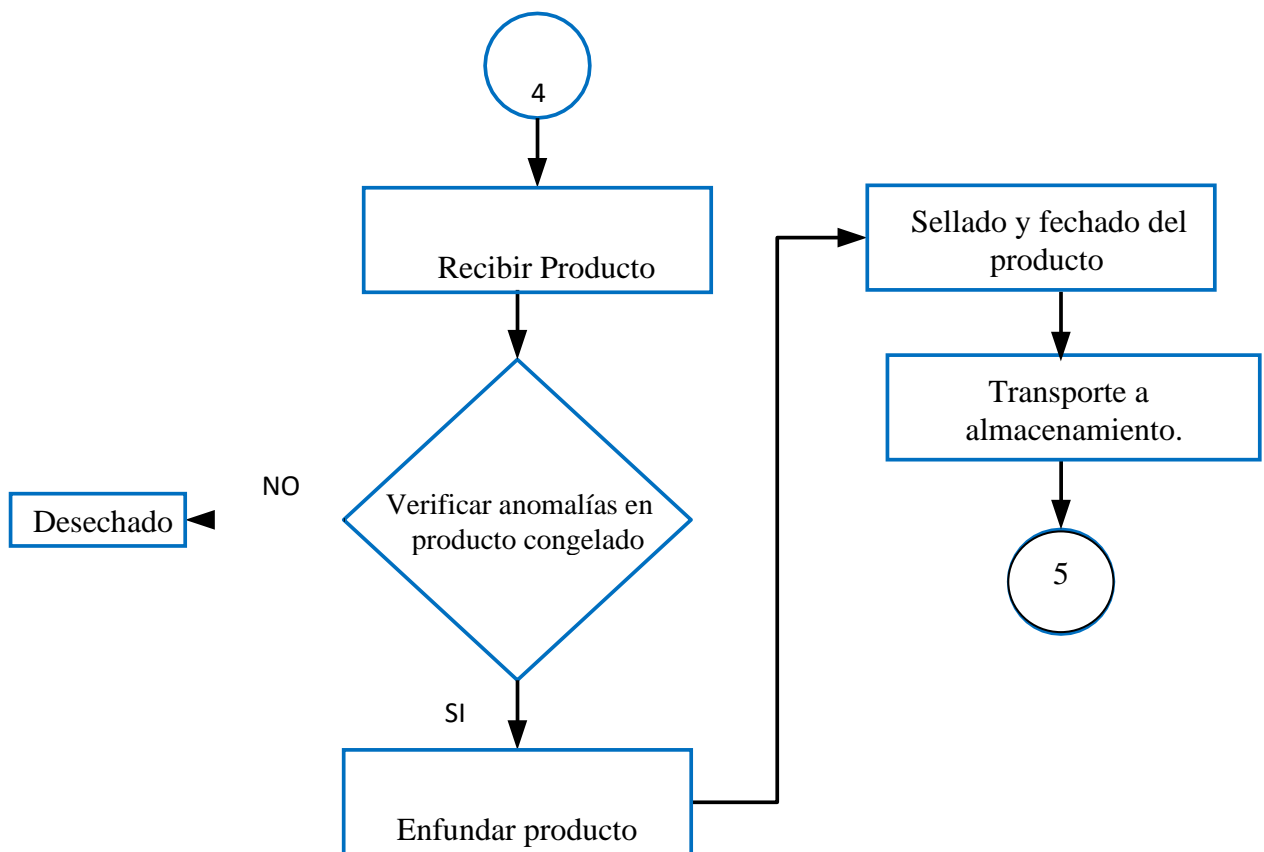 4
Recibir Producto
Verificar anomalías en
producto congelado
NO
Desechado
SI
Enfundar producto
Sellado y fechado del
producto
Transporte a
almacenamiento.
5